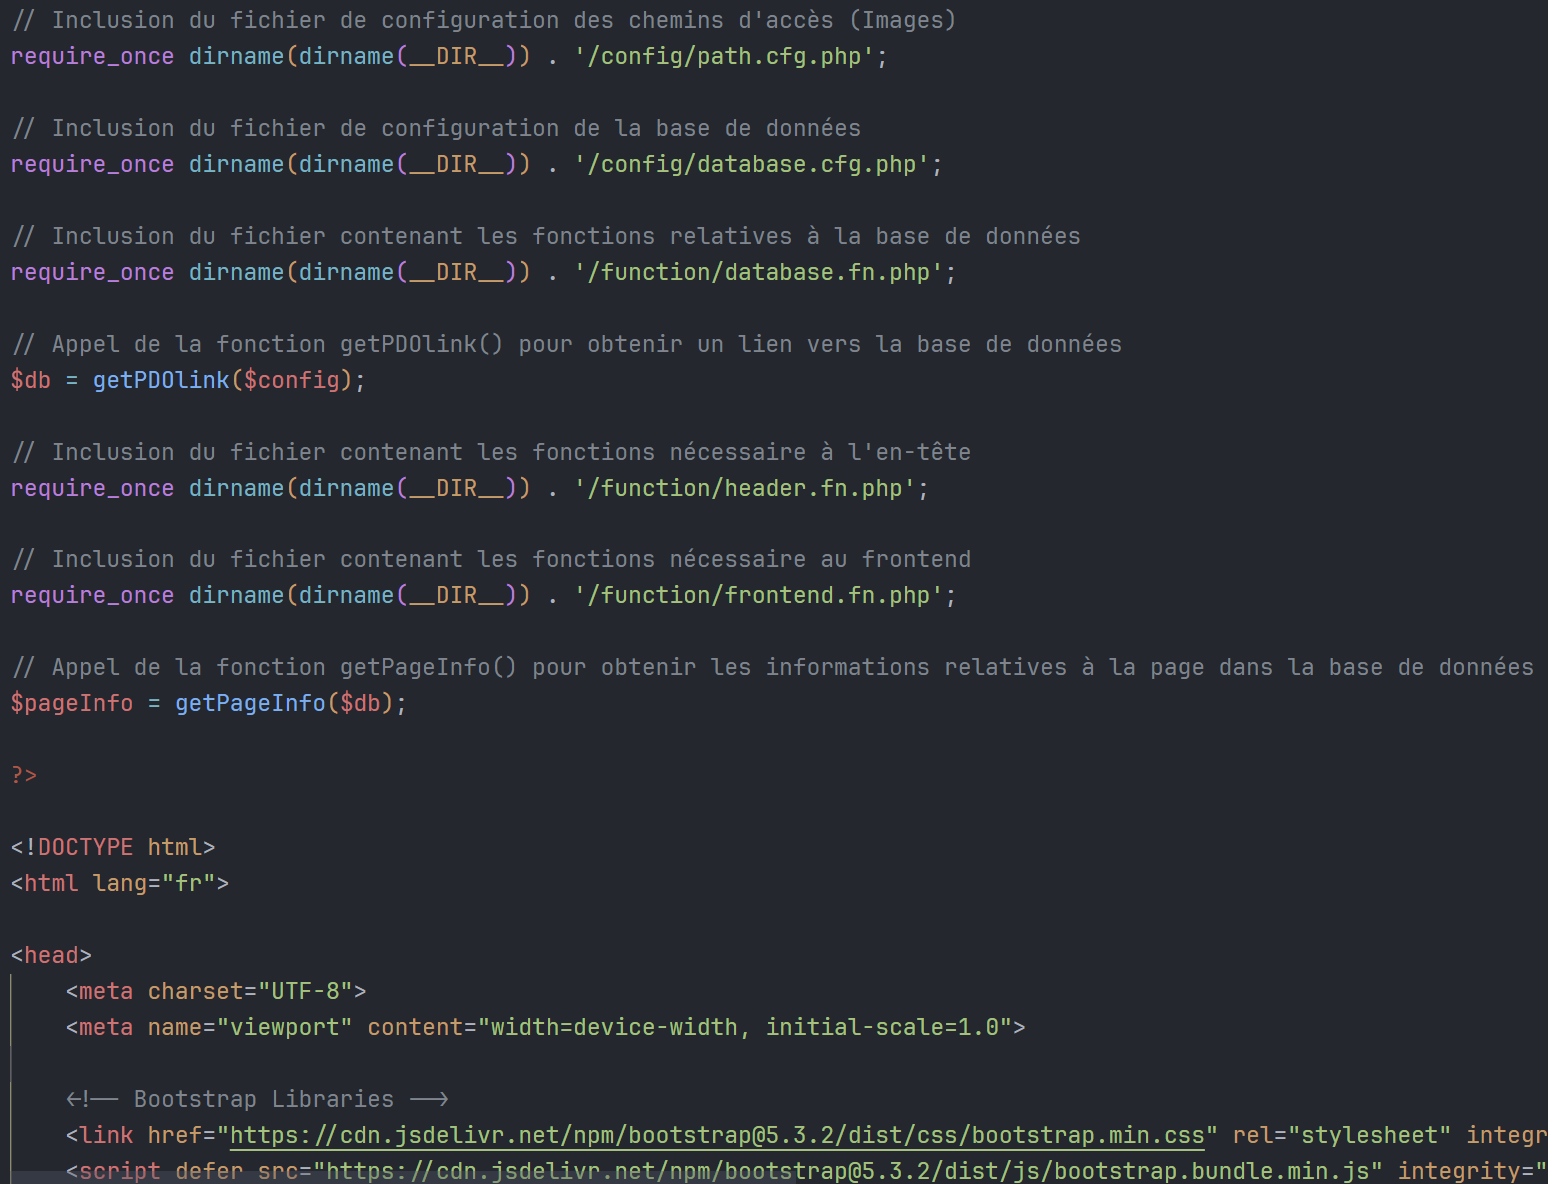 // Inclusion du fichier de configuration des chemins d'accès (Images)
require_once dirname(dirname(__DIR__)) . '/config/path.cfg.php';
// Inclusion du fichier de configuration de la base de données
require_once dirname(dirname(__DIR__)) . '/config/database.cfg.php';
// Inclusion du fichier contenant les fonctions relatives à la base de données
require_once dirname(dirname(__DIR__)) . '/function/database.fn.php';
// Appel de la fonction getPDOlink() pour obtenir un lien vers la base de données
$db = getPDOlink($config);
// Inclusion du fichier contenant les fonctions nécessaire à l'en-tête
require_once dirname(dirname(__DIR__)) . '/function/header.fn.php';
// Inclusion du fichier contenant les fonctions nécessaire au frontend
require_once dirname(dirname(__DIR__)) . '/function/frontend.fn.php';
// Appel de la fonction getPageInfo() pour obtenir les informations relatives à la page dans la base de données
$pageInfo = getPageInfo($db);
?>
<!DOCTYPE html>
<html lang="fr">
<head>
<meta charset="UTF-8">
<meta name="viewport" content="width=device-width, initial-scale=1.0">
<!-- Bootstrap Libraries -->
<link href="https://cdn.jsdelivr.net/npm/bootstrap@5.3.2/dist/css/bootstrap.min.css" rel="stylesheet" integr
<script defer src="https://cdn.jsdelivr.net/npm/bootstrap@5.3.2/dist/js/bootstrap.bundle.min.js" integrity="